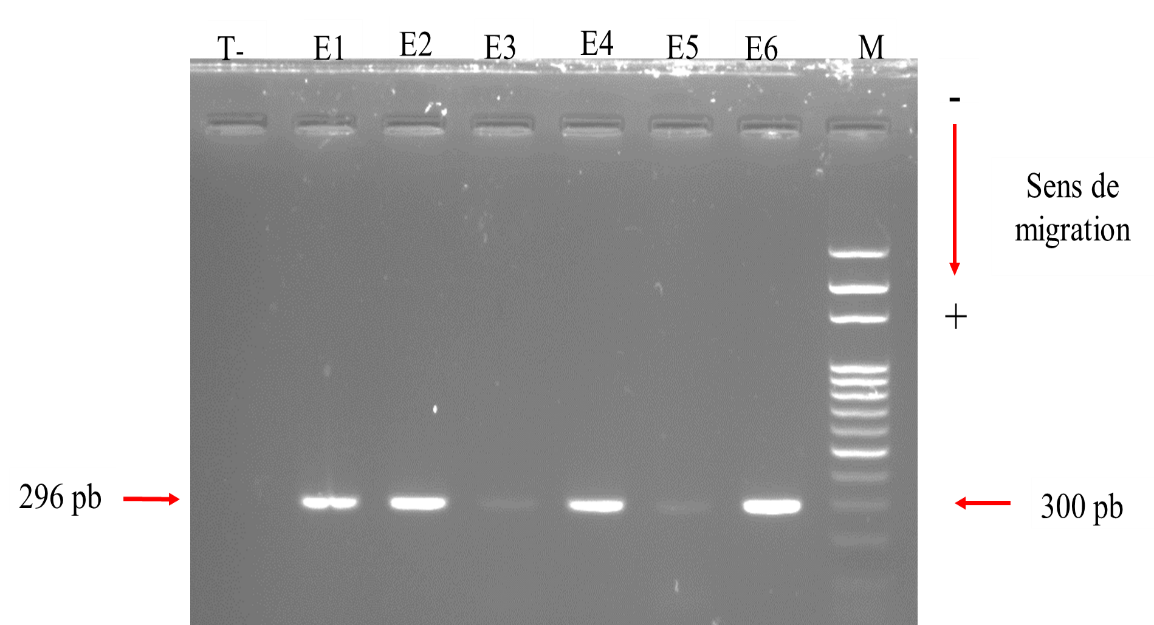 T- E1 E2 E3 E4 E5 E6 M
-
Sens de
migration
+
296 pb
300 pb